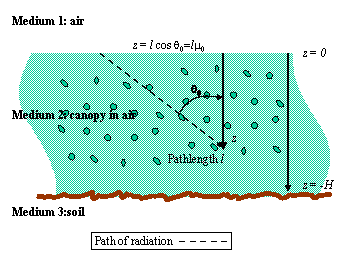 Medium 1: air
z = l cos θ₀=lμ₀
z = 0
θ₀
Medium 2: canopy in air
z
Pathlength l
z = -H
Medium 3:soil
Path of radiation